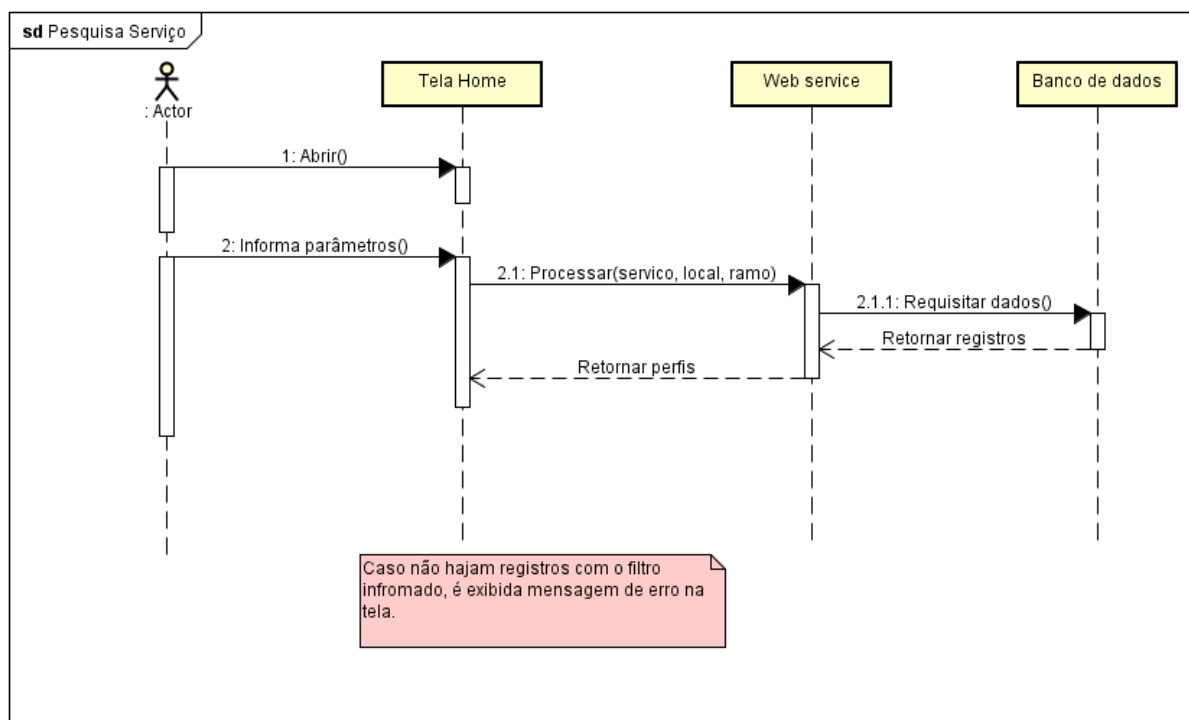 sd Pesquisa Serviço
: Actor
Tela Home
Web service
Banco de dados
1: Abrir()
2: Informa parâmetros()
2.1: Processar(servico, local, ramo)
2.1.1: Requisitar dados()
Retornar registros
Retornar perfis
Caso não hajam registros com o filtro
infromado, é exibida mensagem de erro na
tela.